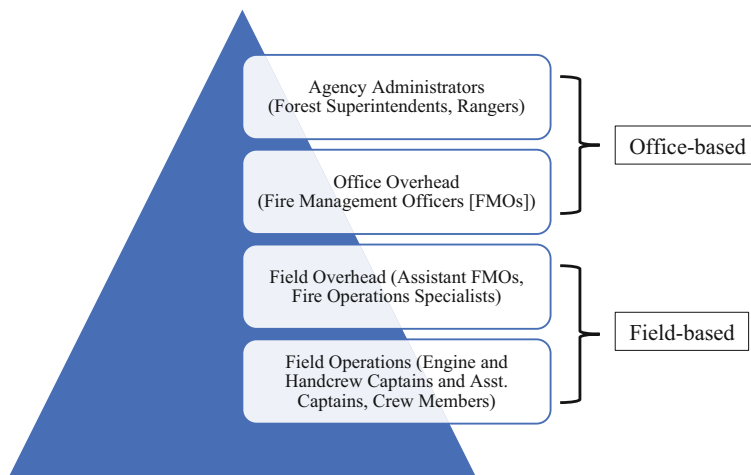 Agency Administrators
(Forest Superintendents, Rangers)
Office Overhead
(Fire Management Officers [FMOs])
Office-based
Field Overhead (Assistant FMOs,
Fire Operations Specialists)
Field Operations (Engine and
Handcrew Captains and Asst.
Captains, Crew Members)
Field-based